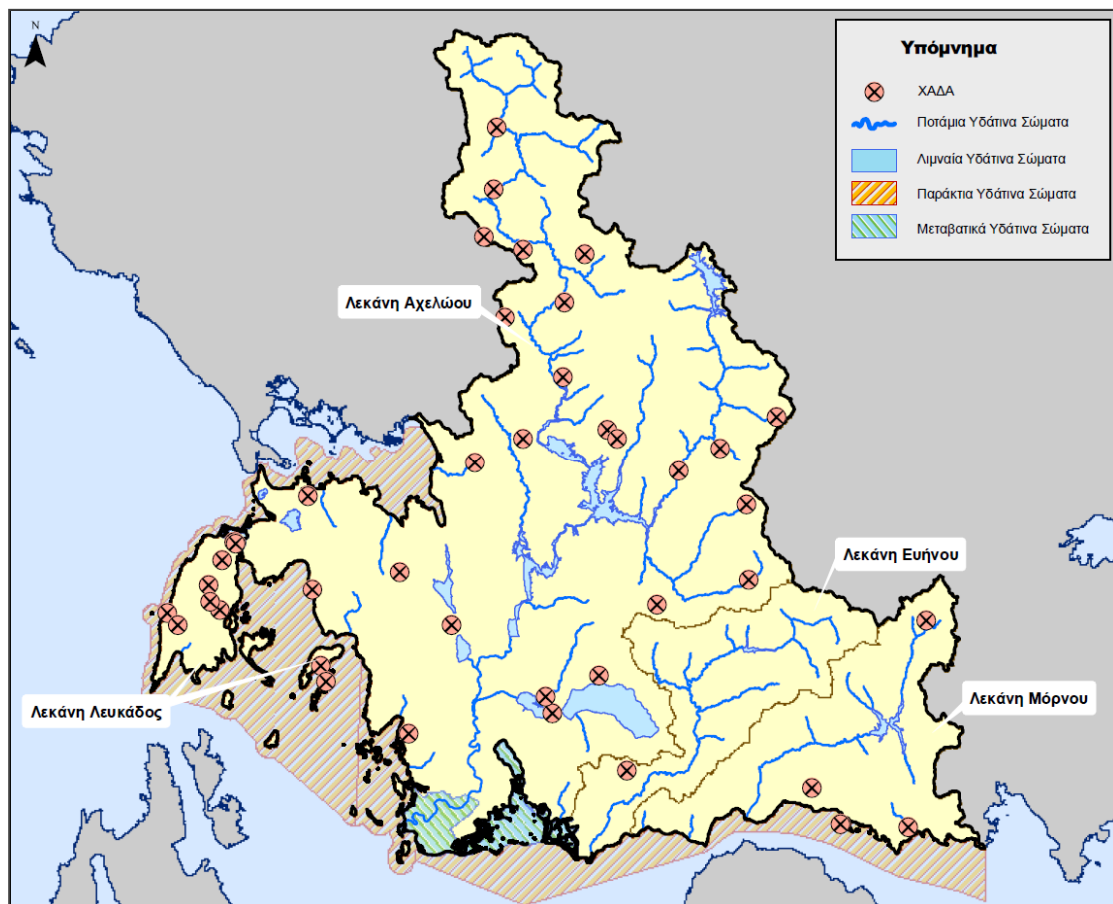 N
Υπόμνημα
ΧΑΔΑ
Ποτάμια Υδάτινα Σώματα
Λιμναία Υδάτινα Σώματα
Παράκτια Υδάτινα Σώματα
Μεταβατικά Υδάτινα Σώματα
Λεκάνη Αχελώου
Λεκάνη Ευήνου
Λεκάνη Μόρνου
Λεκάνη Λευκάδος